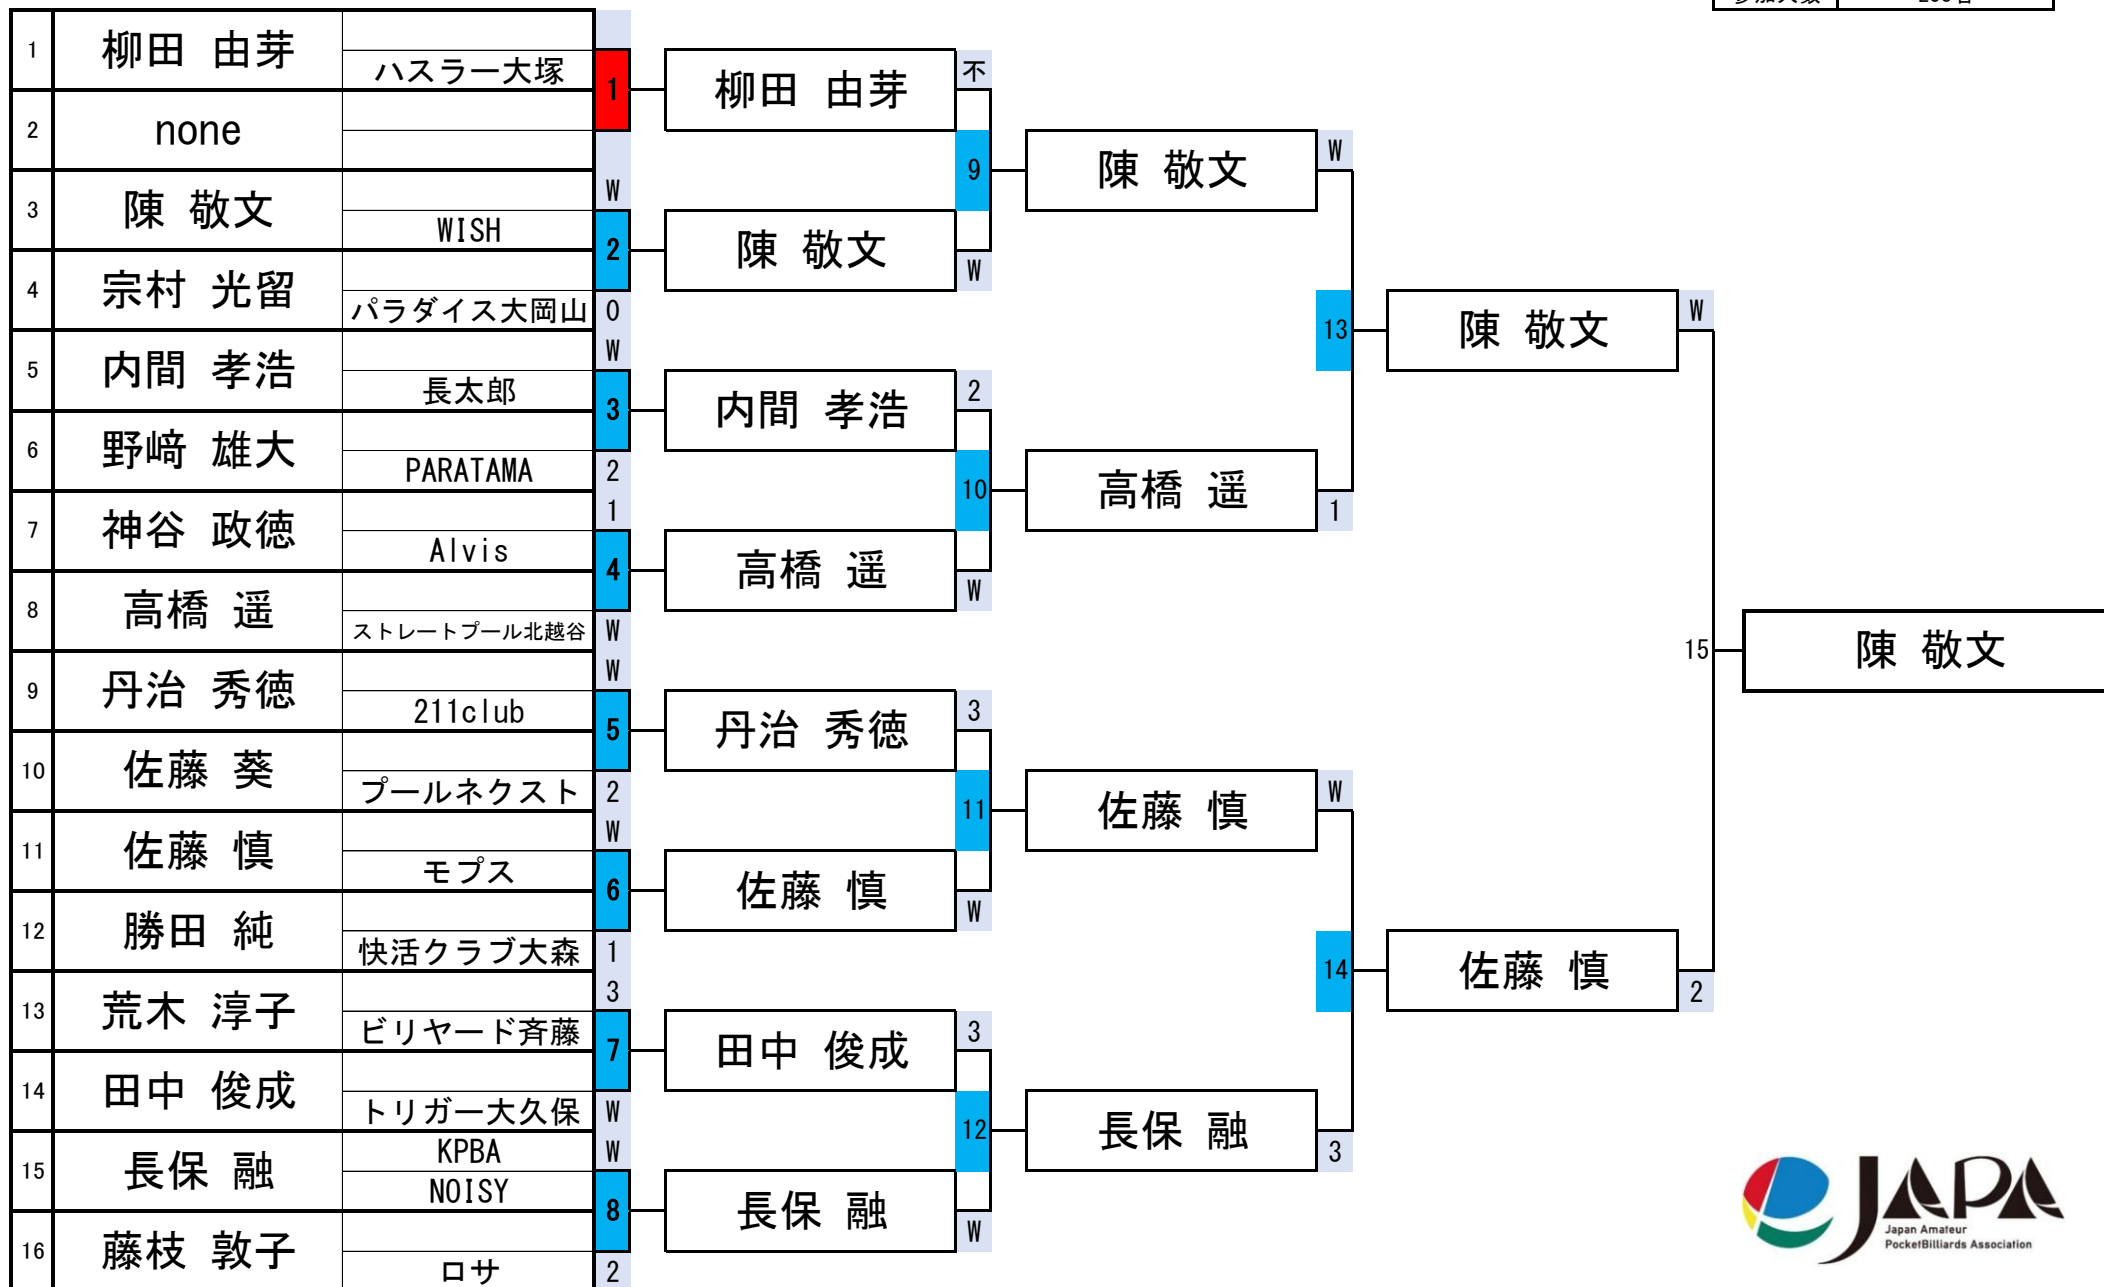 1 柳田 由芽
ハスラー大塚
2 none
3 陳 敬文
WISH
4 宗村 光留
パラダイス大岡山
5 内間 孝浩
長太郎
6 野﨑 雄大
PARATAMA
7 神谷 政徳
Alvis
8 高橋 遥
ストレートプール北越谷
9 丹治 秀徳
211club
10 佐藤 葵
プールネクスト
11 佐藤 慎
モプス
12 勝田 純
快活クラブ大森
13 荒木 淳子
ビリヤード斉藤
14 田中 俊成
トリガー大久保
15 長保 融
KPBA
NOISY
16 藤枝 敦子
ロサ
1
W
2
0
W
3
2
1
4
W
W
5
2
W
6
1
3
7
W
W
8
2
柳田 由芽
不
9
陳 敬文
W
内間 孝浩
2
10
高橋 遥
W
丹治 秀徳
3
11
佐藤 慎
W
田中 俊成
3
12
長保 融
W
陳 敬文
W
13
高橋 遥
1
佐藤 慎
W
14
長保 融
3
陳 敬文
W
15
佐藤 慎
2
陳 敬文
JAPA
Japan Amateur
PocketBilliards Association